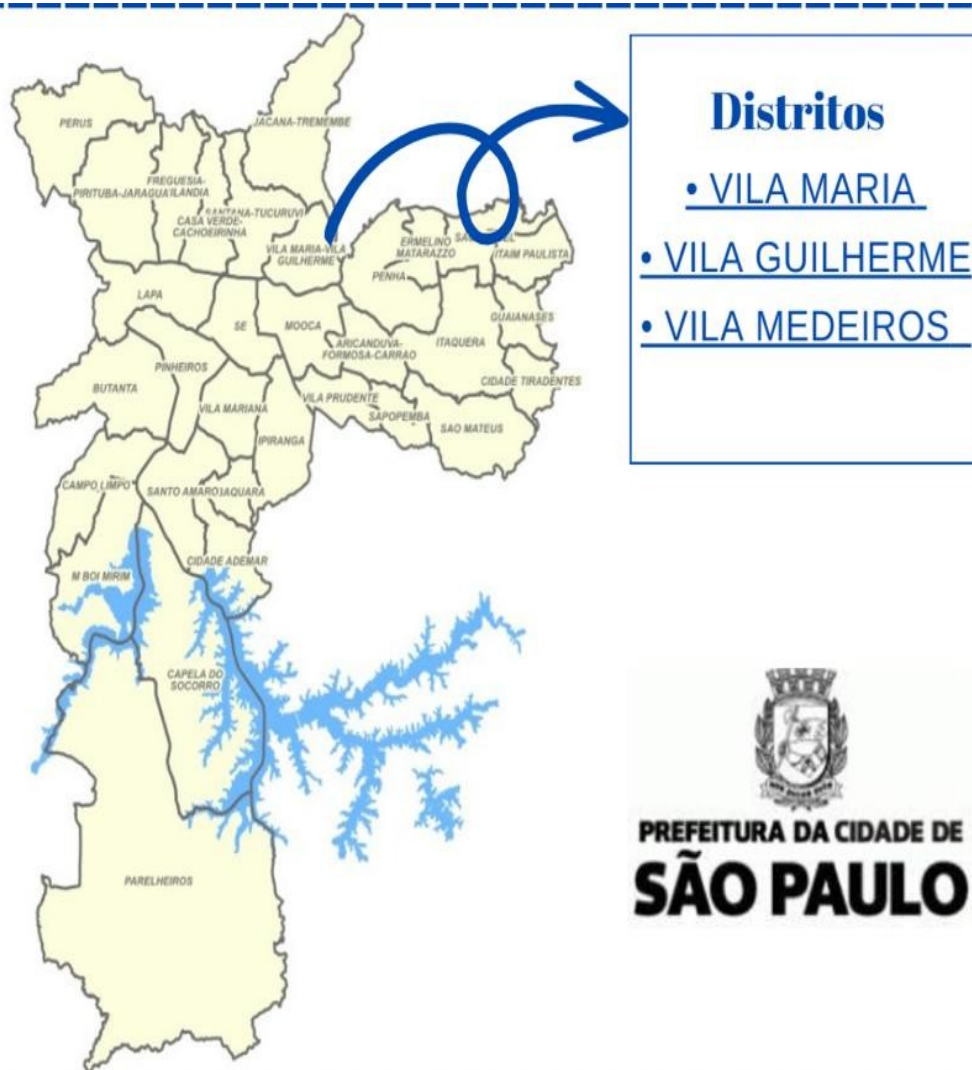 Distritos
• VILA MARIA
• VILA GUILHERME
• VILA MEDEIROS
PERUS
JACANA-TREMEMBE
PIRITUBA-JARAGUA
FREGUESIA-
ILANDIA
SANTANA-TUCURUVI
CASA VERDE-
CACHOEIRINHA
VILA MARIA-VILA
GUILHERME
ERMELINO
MATARAZZO
ITAIM PAULISTA
PENHA
LAPA
SE
MOOCA
GUAIANASES
ARICANDUVA-
FORMOSA-CARRAO
ITAQUERA
PINHEIROS
BUTANTA
CIDADE TIRADENTES
VILA MARIANA
VILA PRUDENTE
SAPOPEMBA
SAO MATEUS
IPIRANGA
CAMPO LIMPO
SANTO AMARO
JAQUARA
CIDADE ADEMAR
M BOI MIRIM
CAPELA DO
SOCORRO
PARELHEIROS
PREFEITURA DA CIDADE DE
SÃO PAULO